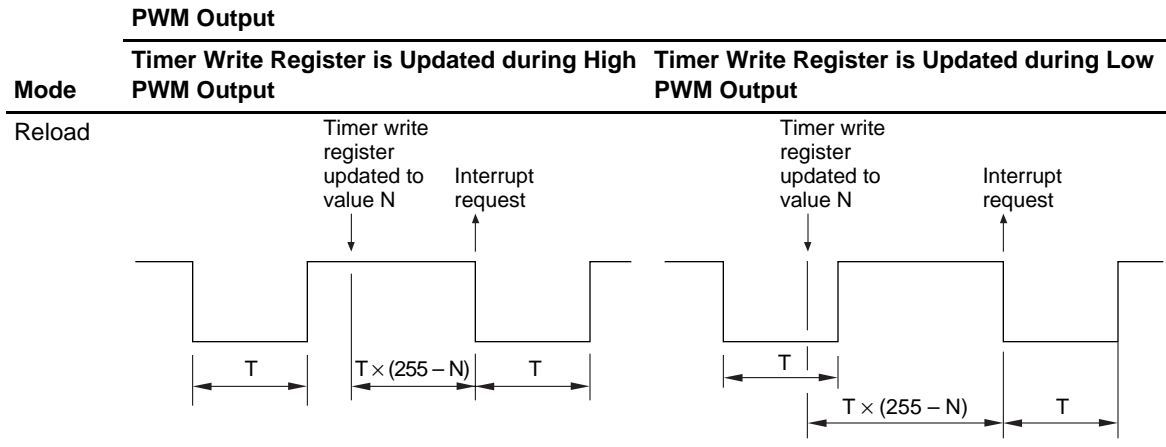 PWM Output
Mode
Timer Write Register is Updated during High
PWM Output
Timer Write Register is Updated during Low
PWM Output
Reload
Timer write
register
updated to
value N
Interrupt
request
T
T × (255 – N)
T
Timer write
register
updated to
value N
Interrupt
request
T
T × (255 – N)
T